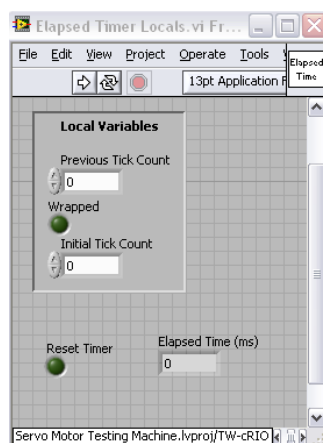 Elapsed Timer Locals.vi Fr...
File Edit View Project Operate Tools
13pt Application F
Elapsed
Time
Local Variables
Previous Tick Count
0
Wrapped
Initial Tick Count
0
Reset Timer
Elapsed Time (ms)
0
Servo Motor Testing Machine.lvproj/TW-cRIO